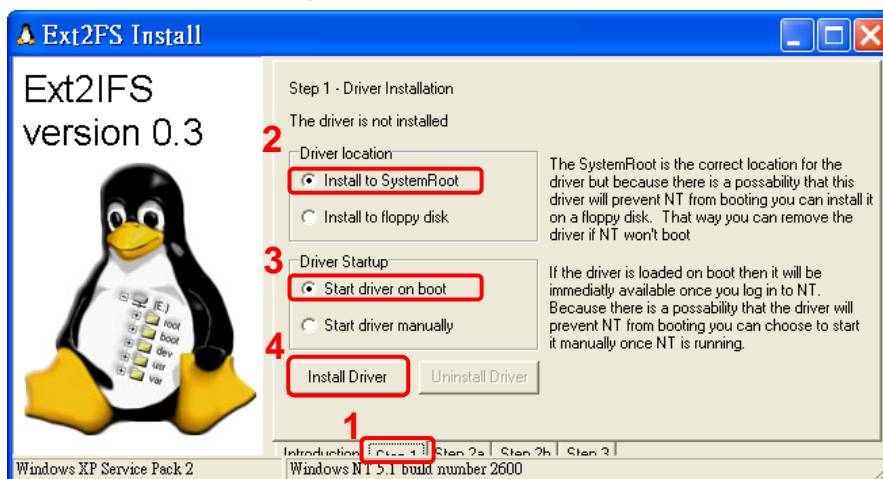 Ext2FS Install
Ext2IFS
version 0.3
(E:)
root
boot
dev
usr
var
Step 1 - Driver Installation
The driver is not installed
2
Driver location
Install to SystemRoot
Install to floppy disk
The SystemRoot is the correct location for the
driver but because there is a possability that this
driver will prevent NT from booting you can install it
on a floppy disk. That way you can remove the
driver if NT won't boot
3
Driver Startup
Start driver on boot
Start driver manually
If the driver is loaded on boot then it will be
immediatly available once you log in to NT.
Because there is a possability that the driver will
prevent NT from booting you can choose to start
it manually once NT is running.
4
Install Driver
Uninstall Driver
1
Introduction Step 1 Step 2a Step 2b Step 3
Windows XP Service Pack 2
Windows NT 5.1 build number 2600